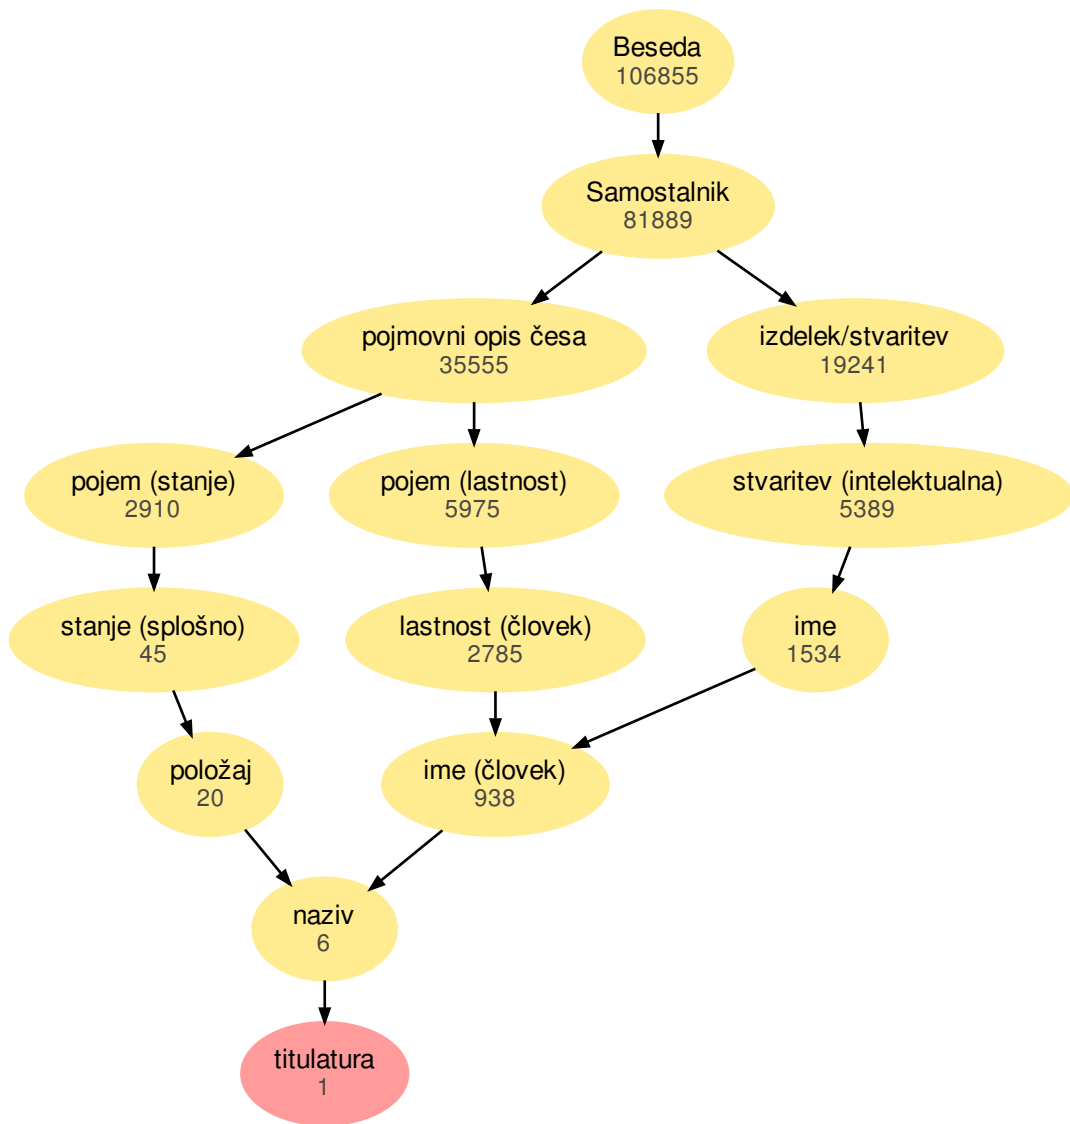 Beseda
106855
Samostalnik
81889
pojmovni opis česa
35555
izdelek/stvaritev
19241
pojem (stanje)
2910
pojem (lastnost)
5975
stvaritev (intelektualna)
5389
stanje (splošno)
45
lastnost (človek)
2785
ime
1534
položaj
20
ime (človek)
938
naziv
6
titulatura
1